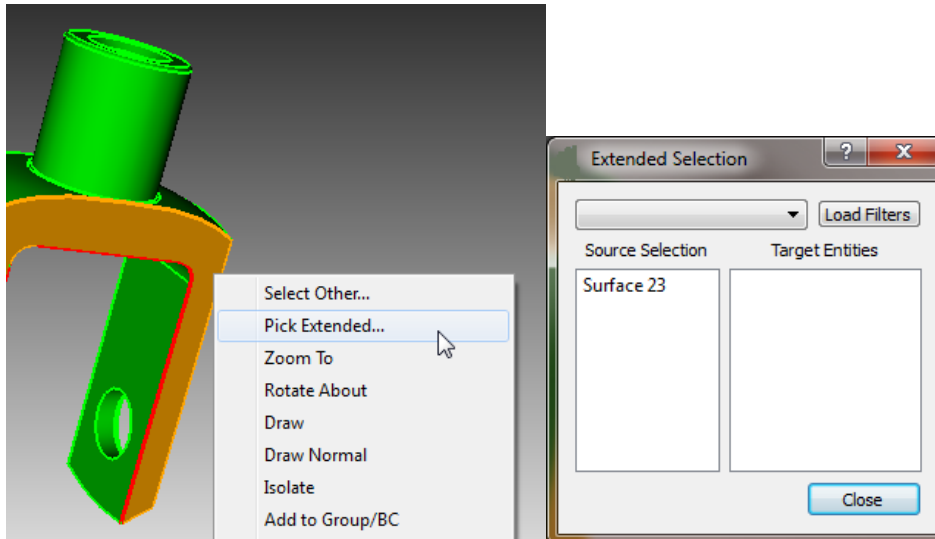 Select Other...
Pick Extended...
Zoom To
Rotate About
Draw
Draw Normal
Isolate
Add to Group/BC
Extended Selection
?
X
Load Filters
Source Selection
Target Entities
Surface 23
Close